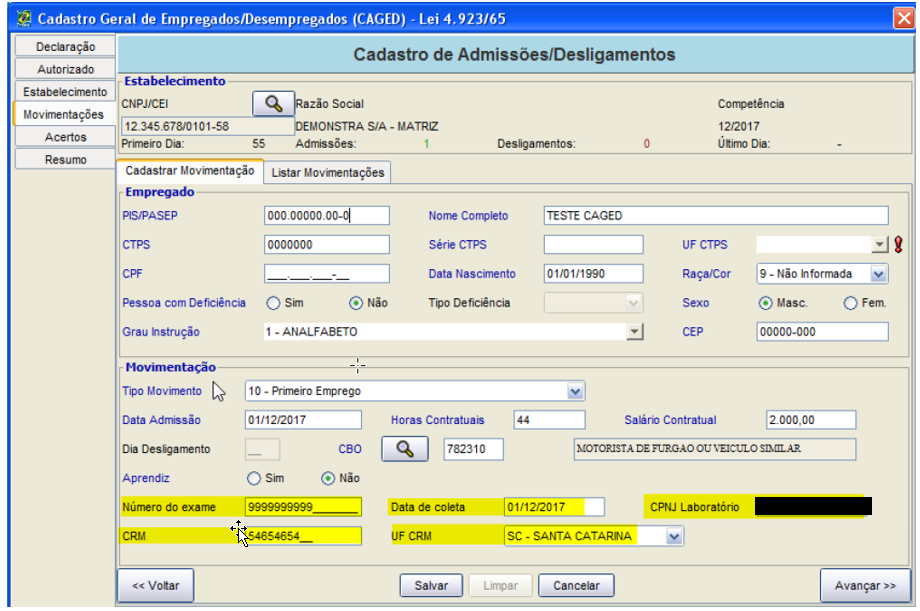 Cadastro Geral de Empregados/Desempregados (CAGED) - Lei 4.923/65
Declaração
Autorizado
Estabelecimento
Movimentações
Acertos
Resumo
Cadastro de Admissões/Desligamentos
Estabelecimento
CNPJ/CEI Razão Social Competência
12.345.678/0101-58 DEMONSTRA S/A - MATRIZ 12/2017
Primeiro Dia: 55 Admissões: 1 Desligamentos: 0 Último Dia: -
Cadastrar Movimentação Listar Movimentações
Empregado
PIS/PASEP 000.00000.00-0 Nome Completo TESTE CAGED
CTPS 0000000 Série CTPS UF CTPS
CPF ___.___.___-__ Data Nascimento 01/01/1990 Raça/Cor 9 - Não Informada
Pessoa com Deficiência Sim Não Tipo Deficiência Sexo Masc. Fem.
Grau Instrução 1 - ANALFABETO CEP 00000-000
Movimentação
Tipo Movimento 10 - Primeiro Emprego
Data Admissão 01/12/2017 Horas Contratuais 44 Salário Contratual 2.000,00
Dia Desligamento __ CBO 782310 MOTORISTA DE FURGAO OU VEICULO SIMILAR
Aprendiz Sim Não
Número do exame 9999999999_______ Data de coleta 01/12/2017 CPNJ Laboratório
CRM 54654654__ UF CRM SC - SANTA CATARINA
<< Voltar Salvar Limpar Cancelar Avançar >>